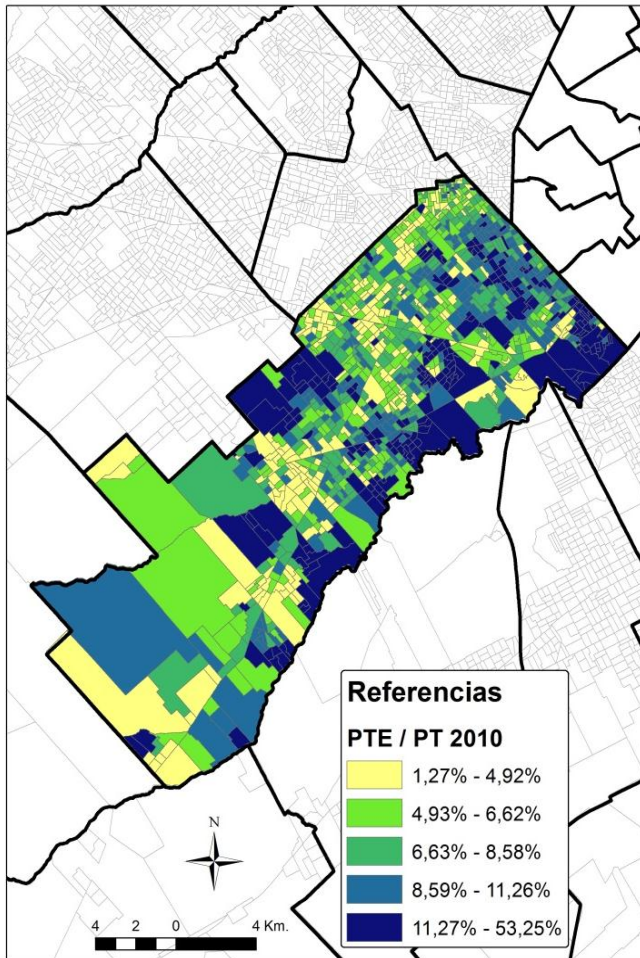 Referencias
PTE / PT 2010
1,27% - 4,92%
4,93% - 6,62%
6,63% - 8,58%
8,59% - 11,26%
11,27% - 53,25%
N
4 2 0 4 Km.